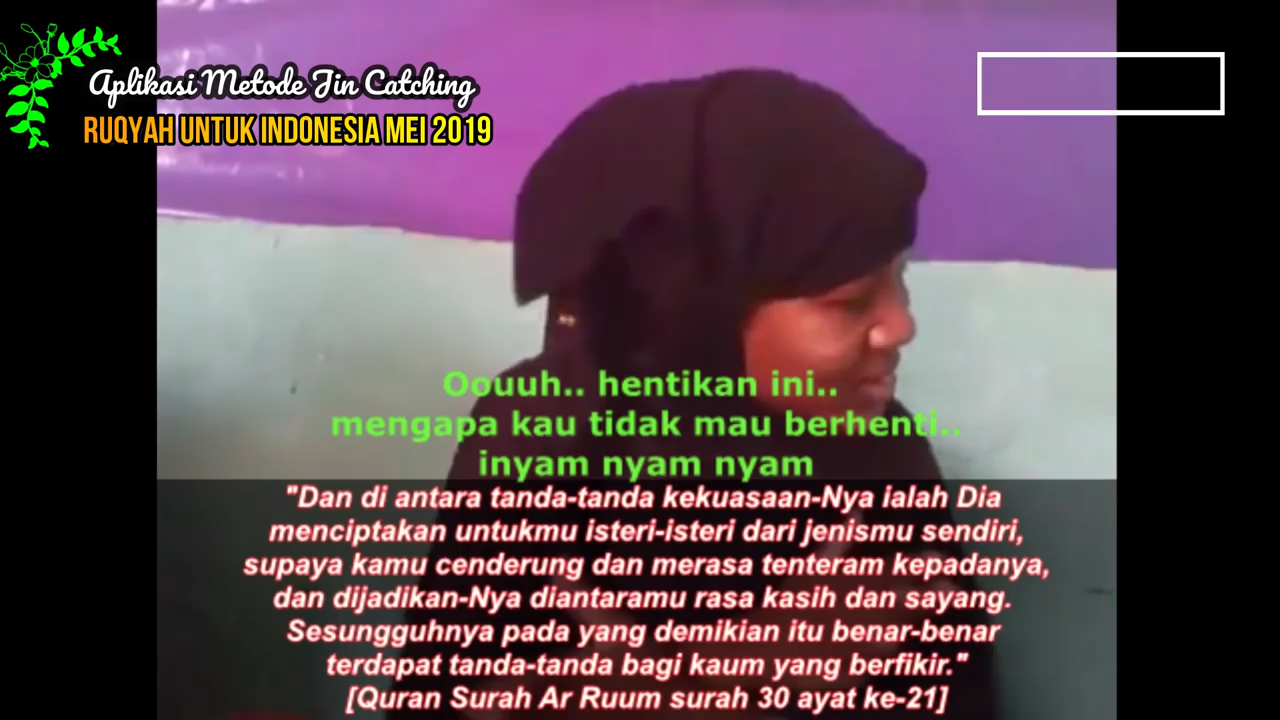 Aplikasi Metode Jin Catching
RUQYAH UNTUK INDONESIA MEI 2019
Oouuh.. hentikan ini..
mengapa kau tidak mau berhenti..
inyam nyam nyam
"Dan di antara tanda-tanda kekuasaan-Nya ialah Dia
menciptakan untukmu isteri-isteri dari jenismu sendiri,
supaya kamu cenderung dan merasa tenteram kepadanya,
dan dijadikan-Nya diantaramu rasa kasih dan sayang.
Sesungguhnya pada yang demikian itu benar-benar
terdapat tanda-tanda bagi kaum yang berfikir."
[Quran Surah Ar Ruum surah 30 ayat ke-21]